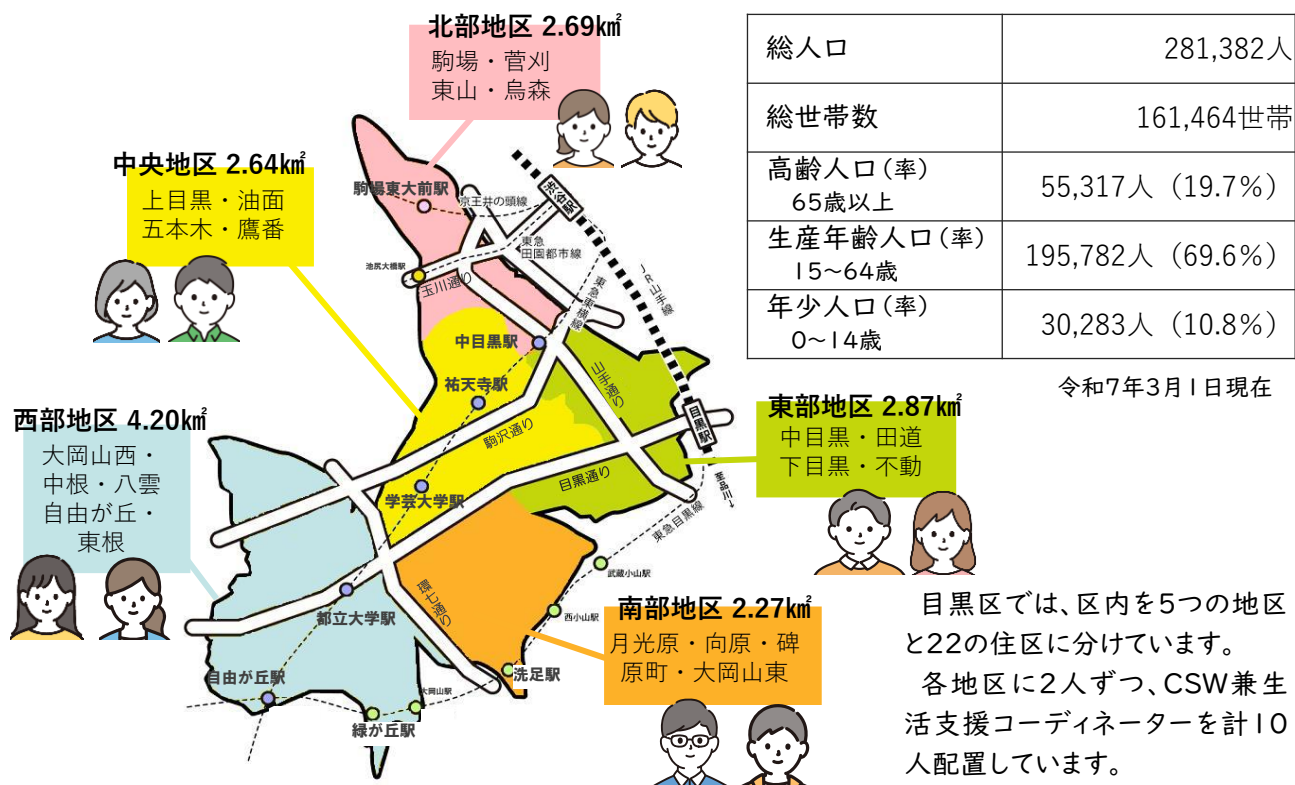 北部地区 2.69㎢
駒場・菅刈
東山・烏森
中央地区 2.64㎢
上目黒・油面
五本木・鷹番
西部地区 4.20㎢
大岡山西・
中根・八雲
自由が丘・
東根
東部地区 2.87㎢
中目黒・田道
下目黒・不動
南部地区 2.27㎢
月光原・向原・碑
原町・大岡山東
駒場東大前駅
京王井の頭線
渋谷駅
東急
田園都市線
池尻大橋駅
玉川通り
東急東横線
JR山手線
中目黒駅
山手通り
祐天寺駅
駒沢通り
目黒駅
目黒通り
至品川→
学芸大学駅
東急目黒線
武蔵小山駅
環七通り
都立大学駅
西小山駅
洗足駅
自由が丘駅
大岡山駅
緑が丘駅
総人口 281,382人
総世帯数 161,464世帯
高齢人口(率) 55,317人 (19.7%)
65歳以上
生産年齢人口(率) 195,782人 (69.6%)
15~64歳
年少人口(率) 30,283人 (10.8%)
0~14歳
令和7年3月1日現在
目黒区では、区内を5つの地区
と22の住区に分けています。
各地区に2人ずつ、CSW兼生
活支援コーディネーターを計10
人配置しています。